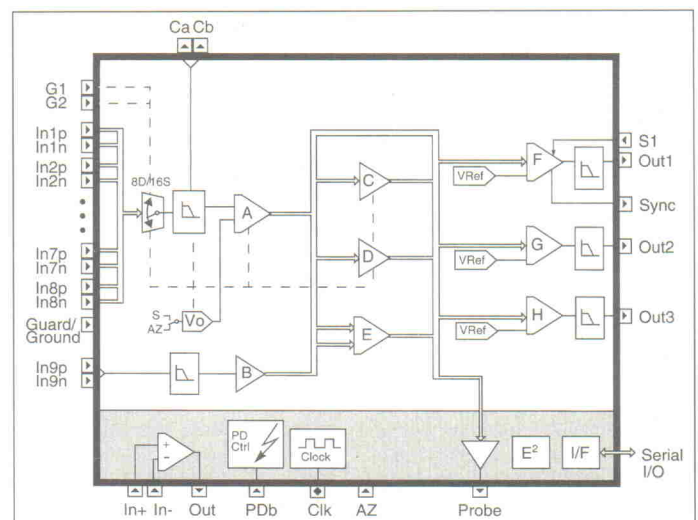 Ca Cb
G1
G2
In1p
In1n
In2p
In2n
In7p
In7n
In8p
In8n
Guard/
Ground
In9p
In9n
8D/16S
A
S
AZ
Vo
B
C
D
E
VRef
F
VRef
G
VRef
H
S1
Out1
Sync
Out2
Out3
+
-
PD
Ctrl
Clock
E²
I/F
Serial
I/O
In+ In- Out PDb Clk AZ Probe